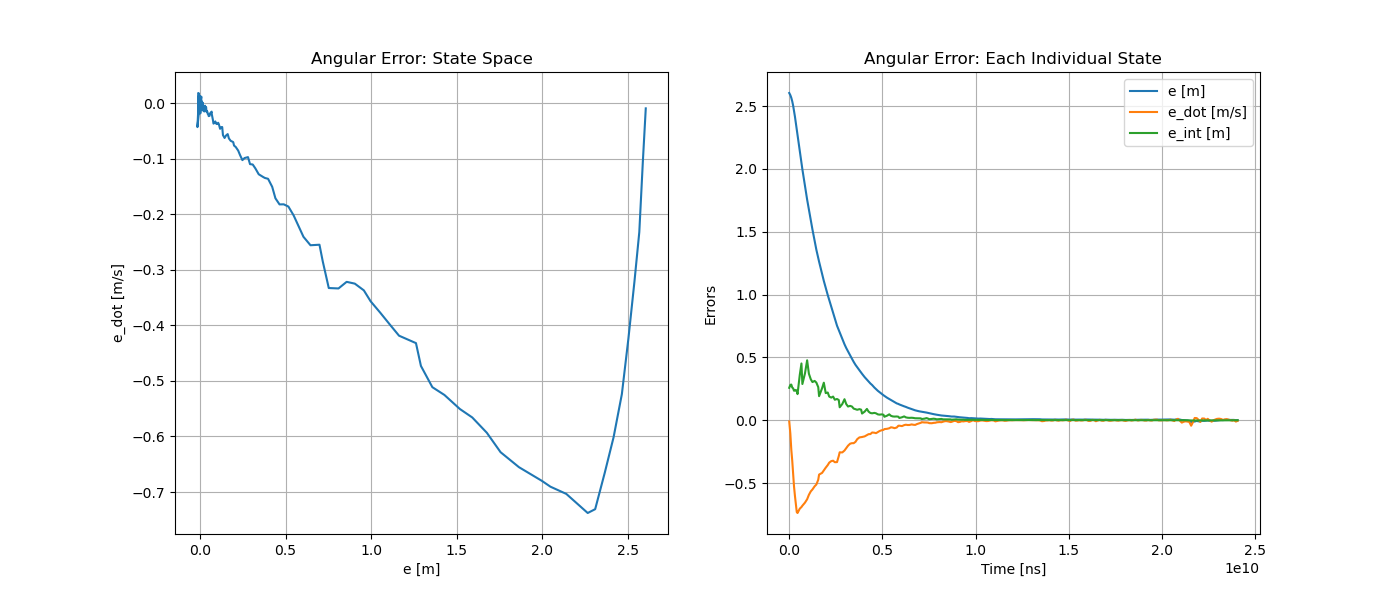 Angular Error: State Space
0.0
−0.1
−0.2
−0.3
−0.4
−0.5
−0.6
−0.7
e_dot [m/s]
0.0 0.5 1.0 1.5 2.0 2.5
e [m]
Angular Error: Each Individual State
2.5
2.0
1.5
1.0
0.5
0.0
−0.5
Errors
e [m]
e_dot [m/s]
e_int [m]
0.0 0.5 1.0 1.5 2.0 2.5
1e10
Time [ns]